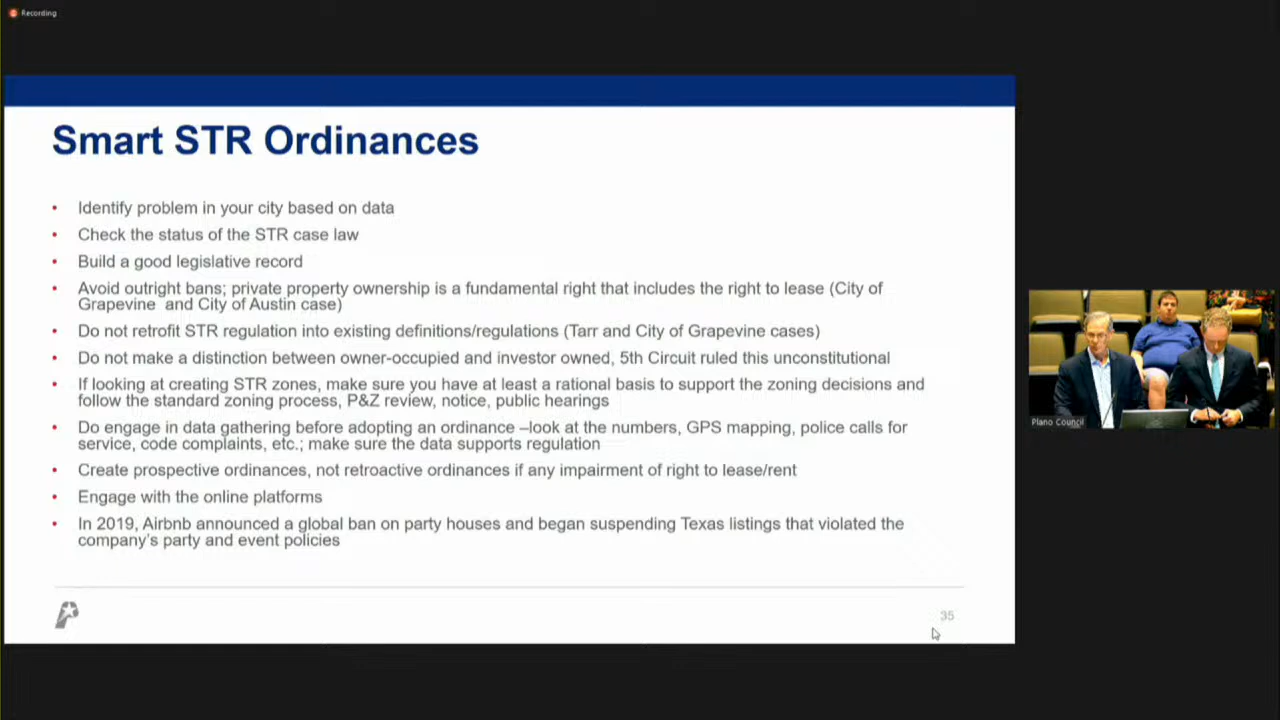 Recording
Smart STR Ordinances
• Identify problem in your city based on data
• Check the status of the STR case law
• Build a good legislative record
• Avoid outright bans; private property ownership is a fundamental right that includes the right to lease (City of
Grapevine and City of Austin case)
• Do not retrofit STR regulation into existing definitions/regulations (Tarr and City of Grapevine cases)
• Do not make a distinction between owner-occupied and investor owned, 5th Circuit ruled this unconstitutional
• If looking at creating STR zones, make sure you have at least a rational basis to support the zoning decisions and
follow the standard zoning process, P&Z review, notice, public hearings
• Do engage in data gathering before adopting an ordinance –look at the numbers, GPS mapping, police calls for
service, code complaints, etc.; make sure the data supports regulation
• Create prospective ordinances, not retroactive ordinances if any impairment of right to lease/rent
• Engage with the online platforms
• In 2019, Airbnb announced a global ban on party houses and began suspending Texas listings that violated the
company's party and event policies
35
Plano Council